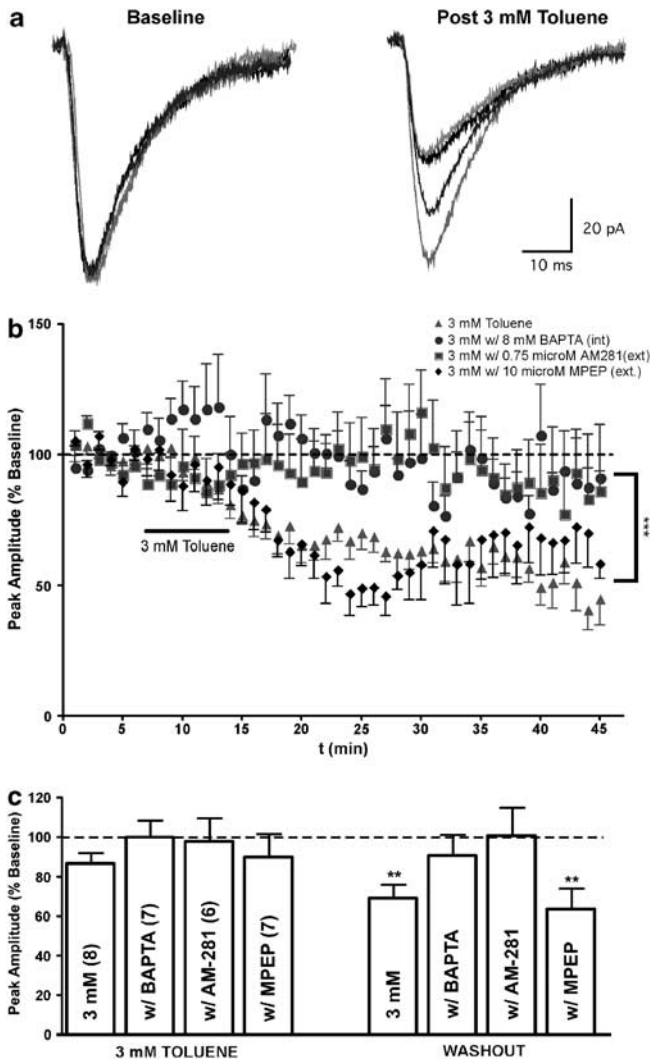 a
Baseline
Post 3 mM Toluene
20 pA
10 ms
b
150
100
50
0
Peak Amplitude (% Baseline)
3 mM Toluene
3 mM w/ 8 mM BAPTA (int)
3 mM w/ 0.75 microM AM281(ext)
3 mM w/ 10 microM MPEP (ext.)
3 mM Toluene
***
0 5 10 15 20 25 30 35 40 45
t (min)
c
Peak Amplitude (% Baseline)
120
100
80
60
40
20
0
3 mM (8)
w/ BAPTA (7)
w/ AM-281 (6)
w/ MPEP (7)
**
3 mM
w/ BAPTA
w/ AM-281
**
w/ MPEP
3 mM TOLUENE
WASHOUT